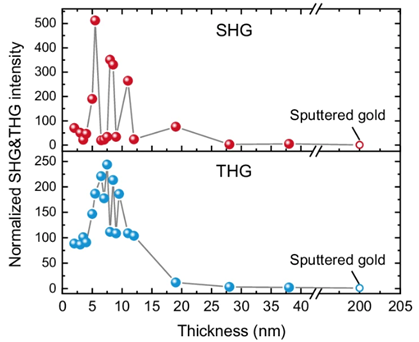 SHG
500
400
300
200
100
0
Sputtered gold
Normalized SHG&THG intensity
THG
250
200
150
100
50
0
Sputtered gold
0 5 10 15 20 25 30 35 40 200 205
Thickness (nm)